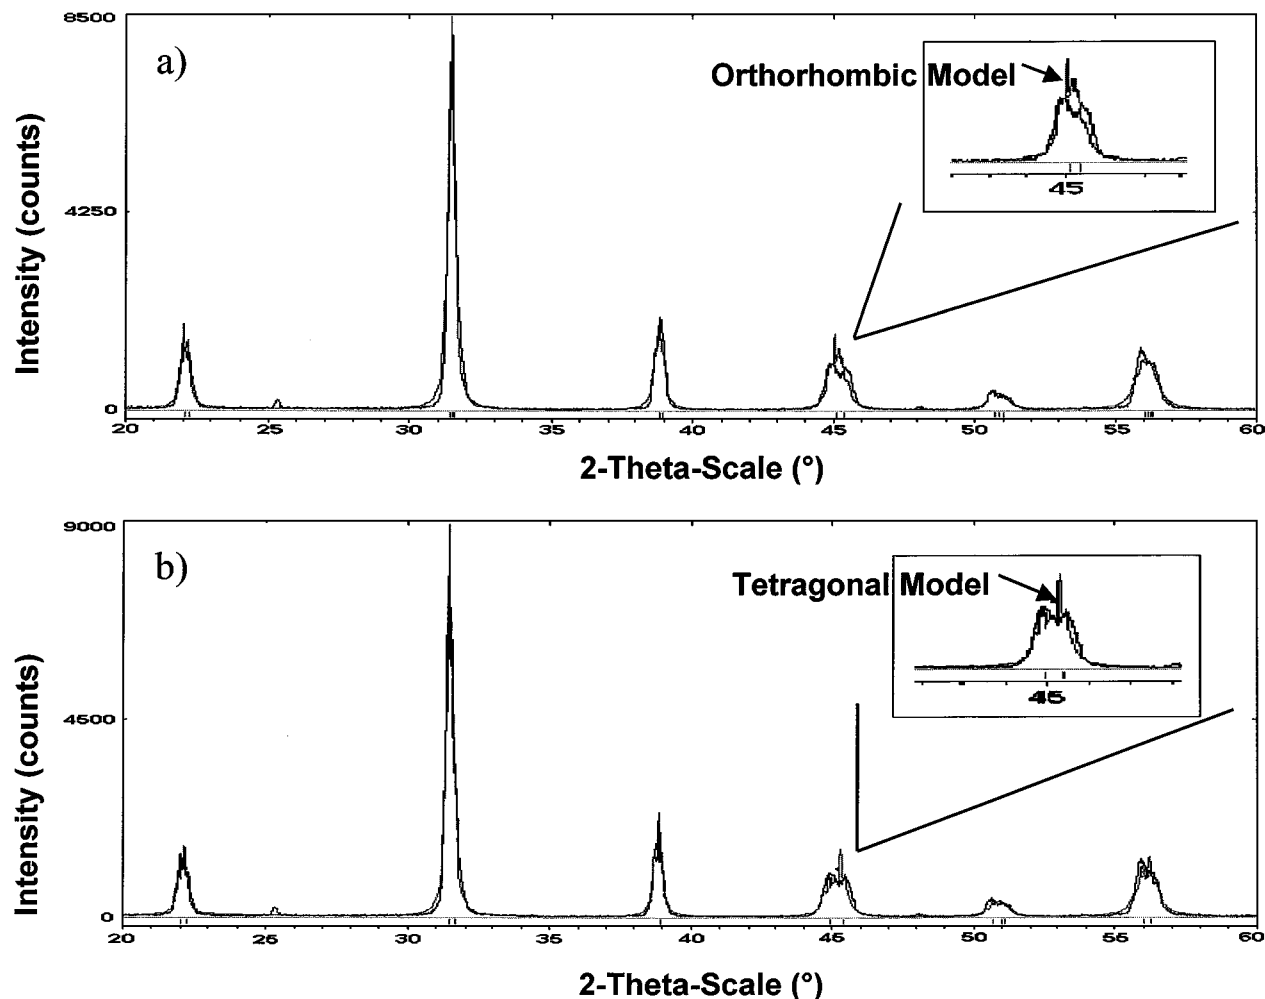 8500
a)
Orthorhombic Model
45
4250
0
20 25 30 35 40 45 50 55 60
Intensity (counts)
2-Theta-Scale (°)
9000
b)
Tetragonal Model
45
4500
0
20 25 30 35 40 45 50 55 60
Intensity (counts)
2-Theta-Scale (°)